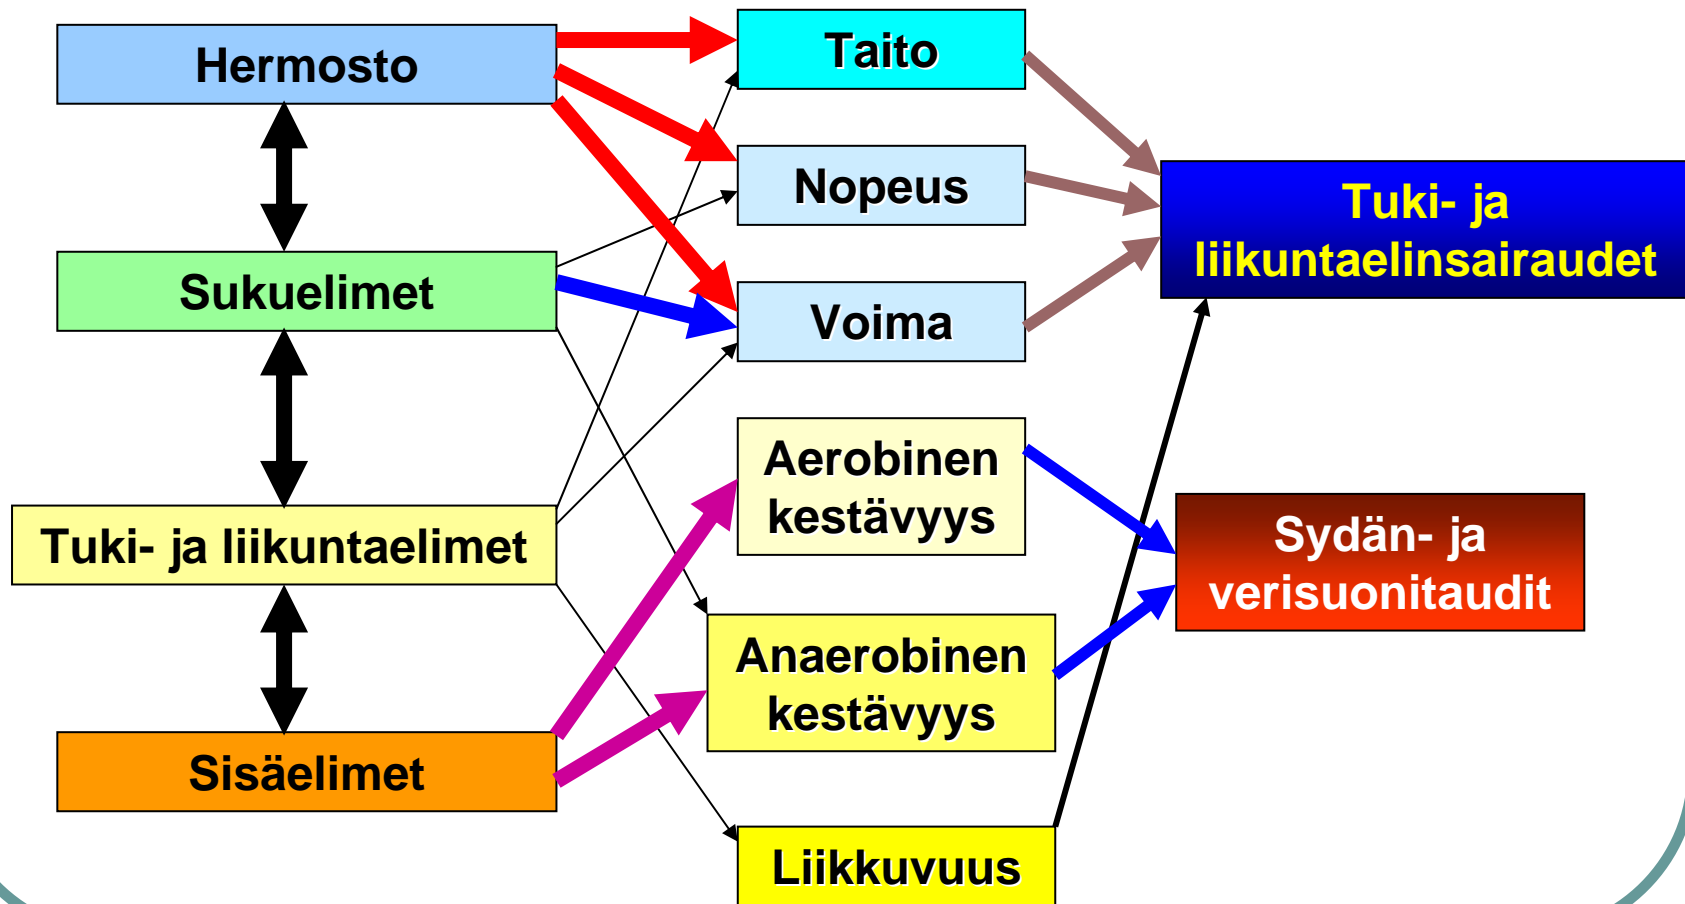 Hermosto
Sukuelimet
Tuki- ja liikuntaelimet
Sisäelimet
Taito
Nopeus
Voima
Aerobinen
kestävyys
Anaerobinen
kestävyys
Liikkuvuus
Tuki- ja
liikuntaelinsairaudet
Sydän- ja
verisuonitaudit